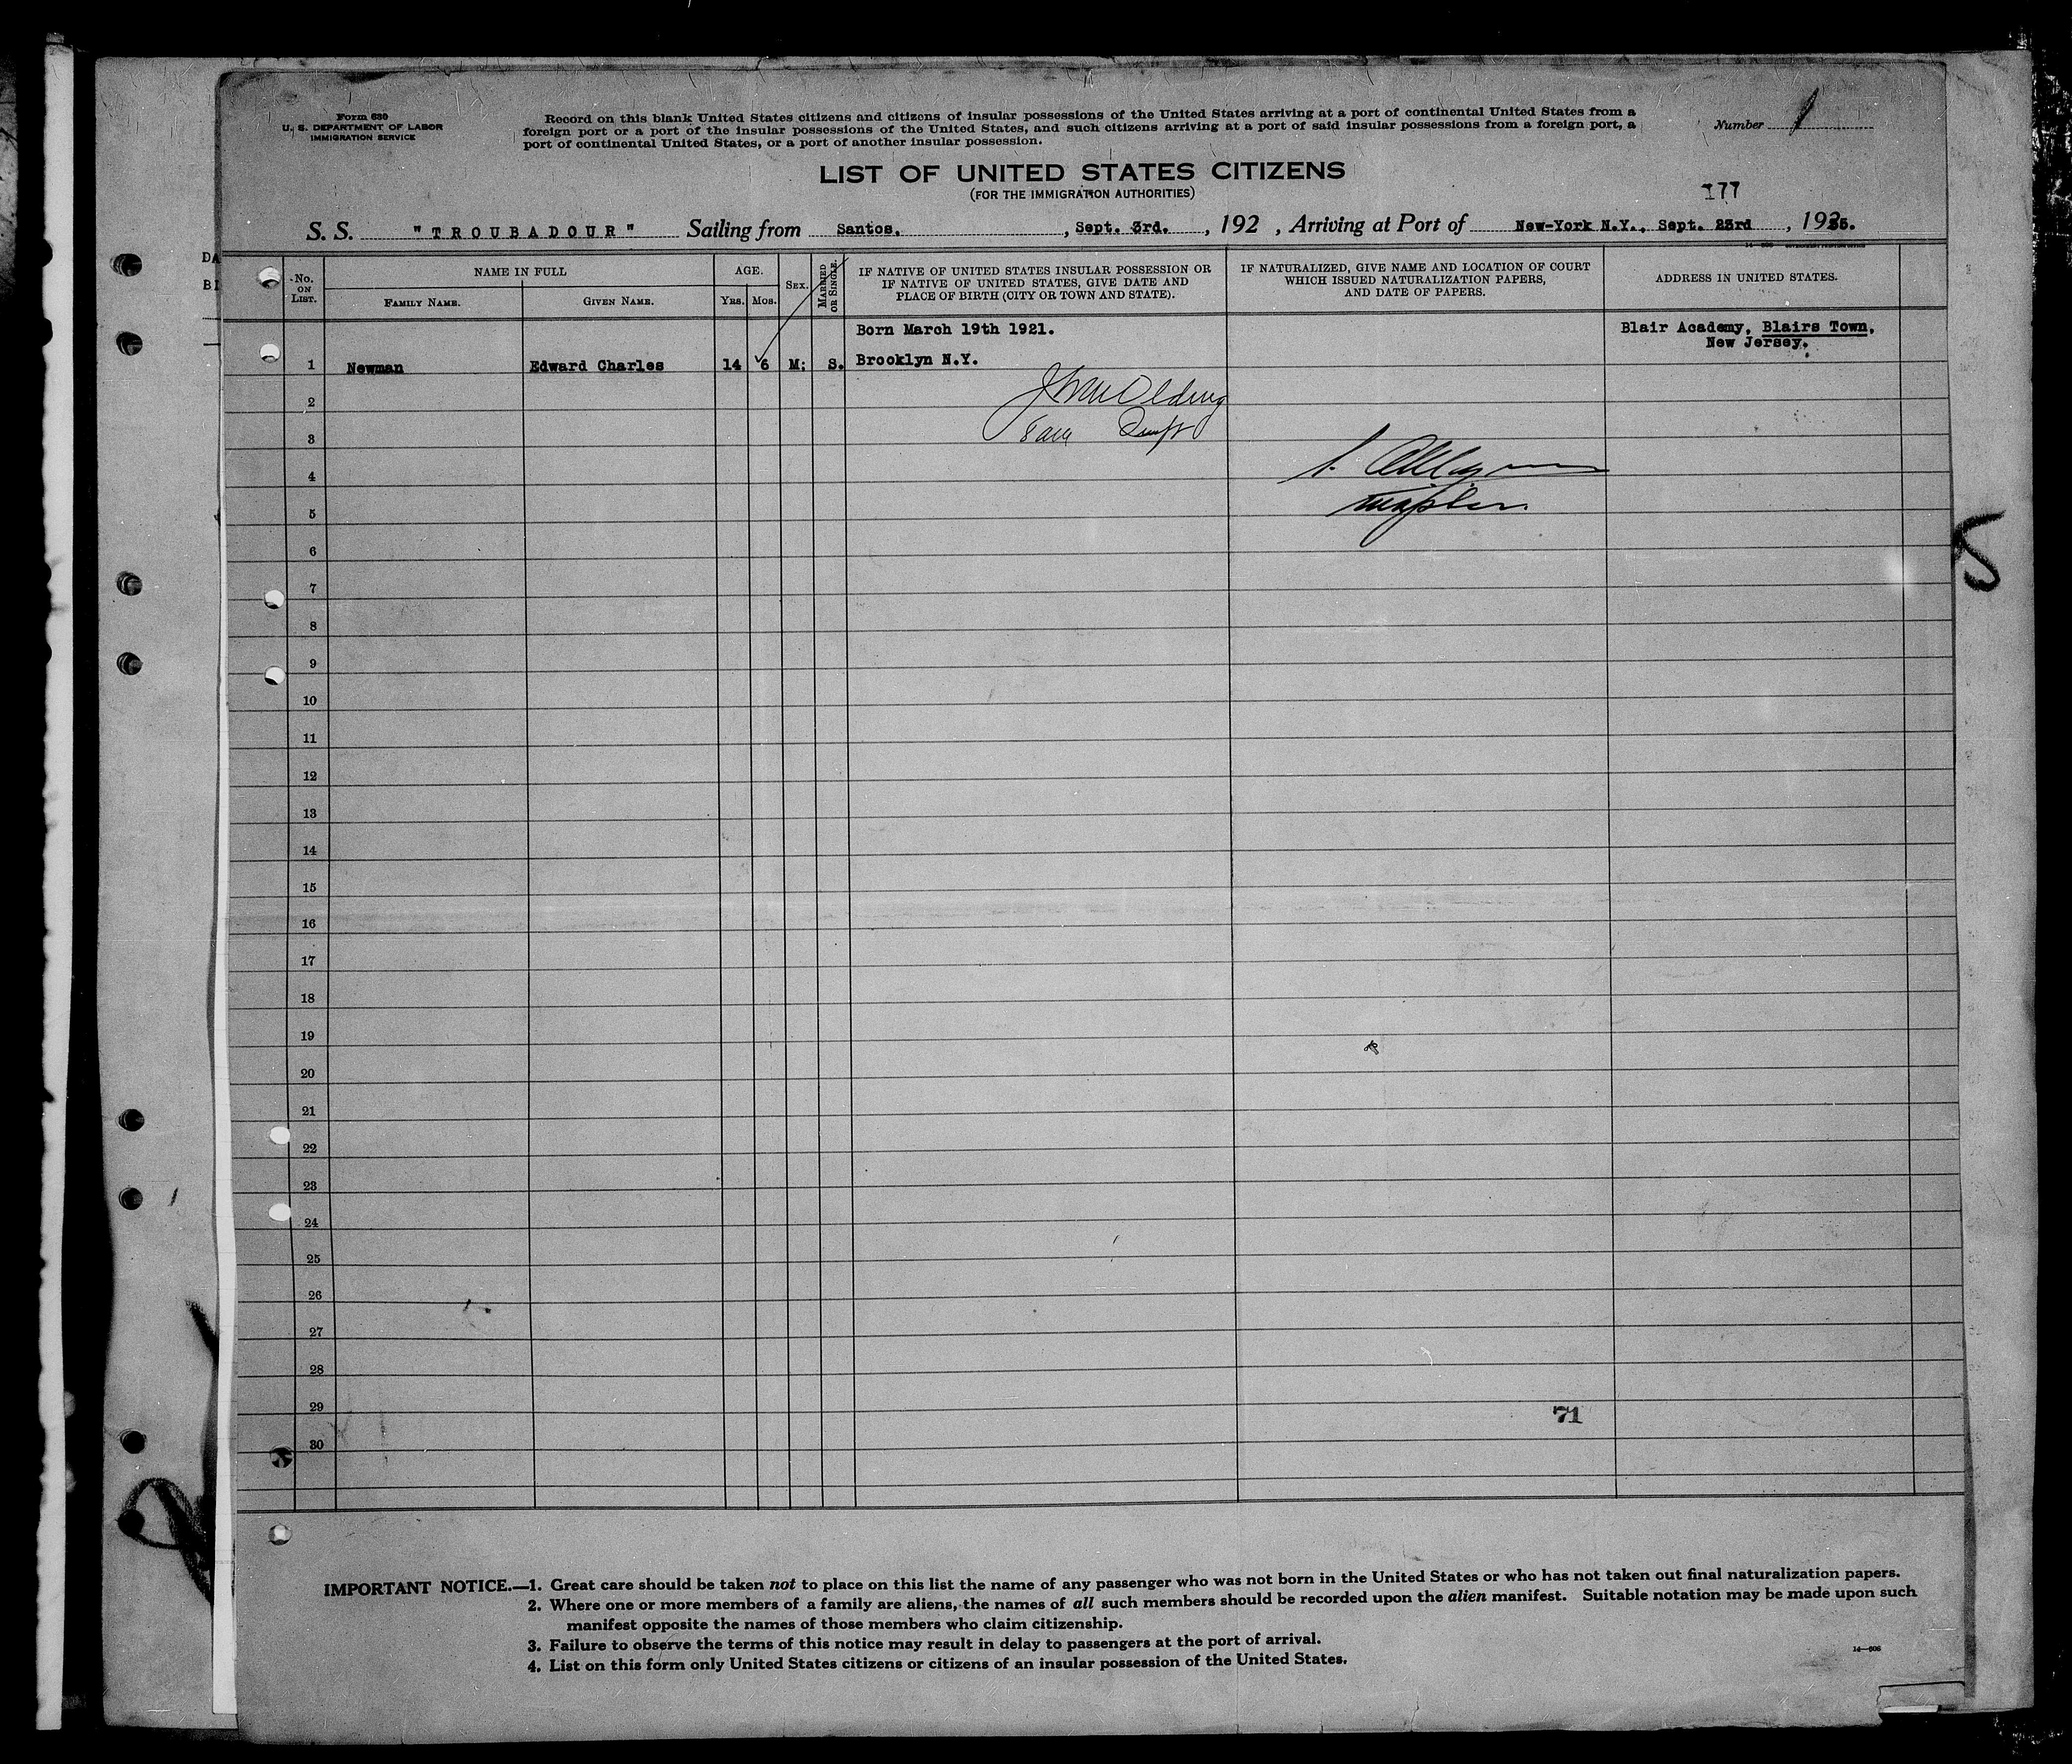 Form 630
U. S. DEPARTMENT OF LABOR
IMMIGRATION SERVICE
Record on this blank United States citizens and citizens of insular possessions of the United States arriving at a port of continental United States from a
foreign port or a port of the insular possessions of the United States, and such citizens arriving at a port of said insular possessions from a foreign port, a
port of continental United States, or a port of another insular possession.
Number 1
LIST OF UNITED STATES CITIZENS
(FOR THE IMMIGRATION AUTHORITIES)
177
S. S. "TROUBADOUR" Sailing from Santos. , Sept. 3rd. , 192 , Arriving at Port of New-York N.Y., Sept. 23rd , 1935.
No. ON LIST.
NAME IN FULL
FAMILY NAME.
GIVEN NAME.
AGE.
YRS.
MOS.
SEX.
MARRIED OR SINGLE.
IF NATIVE OF UNITED STATES INSULAR POSSESSION OR
IF NATIVE OF UNITED STATES, GIVE DATE AND
PLACE OF BIRTH (CITY OR TOWN AND STATE).
IF NATURALIZED, GIVE NAME AND LOCATION OF COURT
WHICH ISSUED NATURALIZATION PAPERS,
AND DATE OF PAPERS.
ADDRESS IN UNITED STATES.
Born March 19th 1921.
Blair Academy, Blairs Town,
New Jersey.
1 Newman Edward Charles 14 6 M; S. Brooklyn N.Y.
2
3
4
5
6
7
8
9
10
11
12
13
14
15
16
17
18
19
20
21
22
23
24
25
26
27
28
29
71
30
5
IMPORTANT NOTICE.—1. Great care should be taken not to place on this list the name of any passenger who was not born in the United States or who has not taken out final naturalization papers.
2. Where one or more members of a family are aliens, the names of all such members should be recorded upon the alien manifest. Suitable notation may be made upon such
manifest opposite the names of those members who claim citizenship.
3. Failure to observe the terms of this notice may result in delay to passengers at the port of arrival.
4. List on this form only United States citizens or citizens of an insular possession of the United States.
14—606